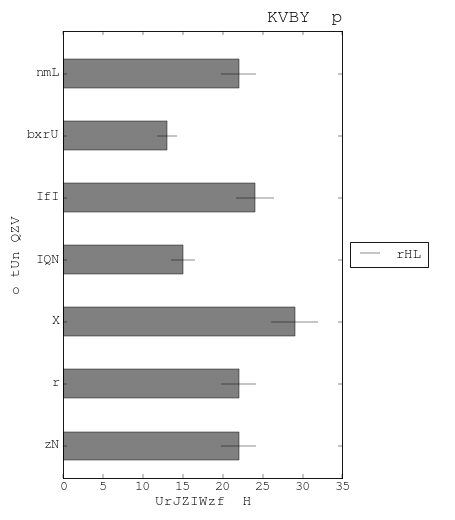 KVBY  p
nmL
bxrU
IfI
IQN
X
r
zN
o tUn QZV
rHL
0 5 10 15 20 25 30 35
UrJZIWzf  H